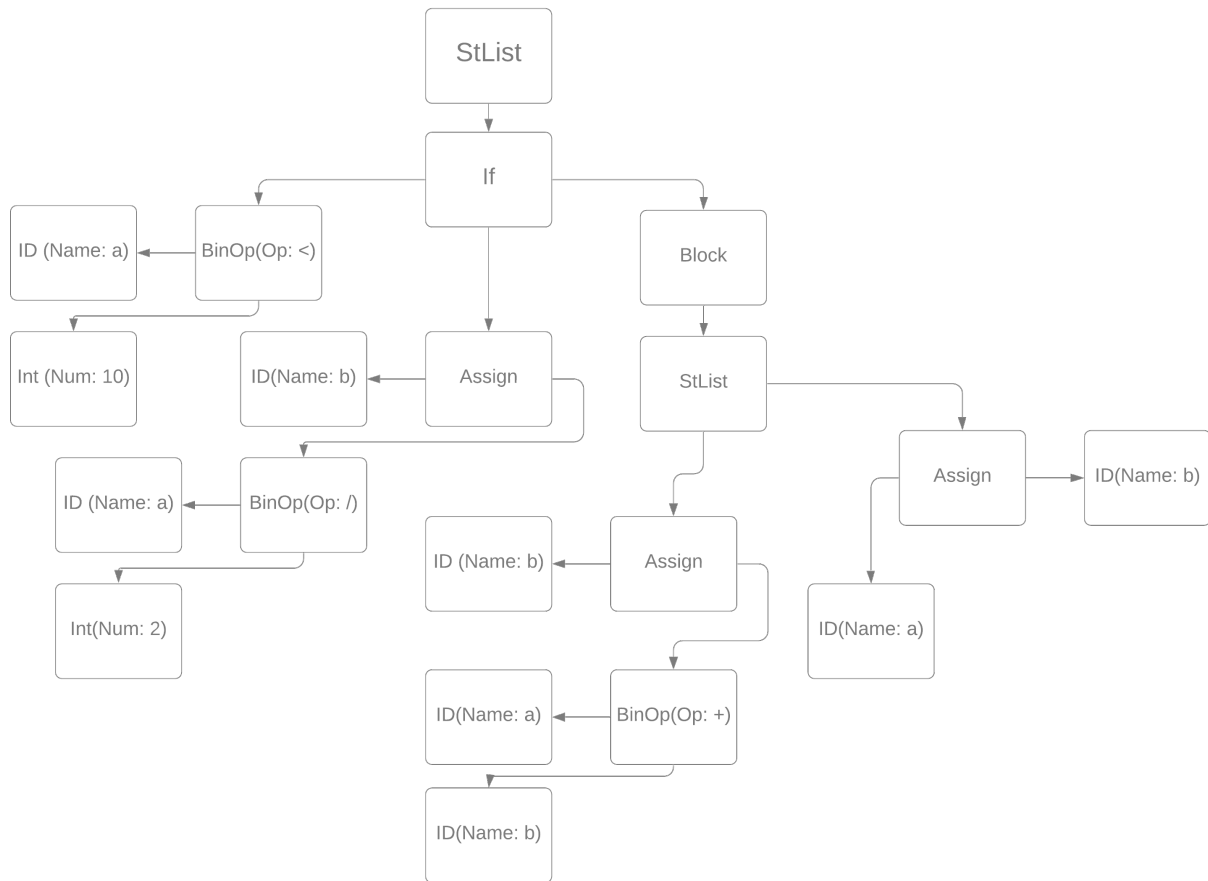 StList
If
ID (Name: a)
BinOp(Op: <)
Block
Int (Num: 10)
ID(Name: b)
Assign
StList
ID (Name: a)
BinOp(Op: /)
Assign
ID(Name: b)
ID (Name: b)
Assign
Int(Num: 2)
ID(Name: a)
ID(Name: a)
BinOp(Op: +)
ID(Name: b)